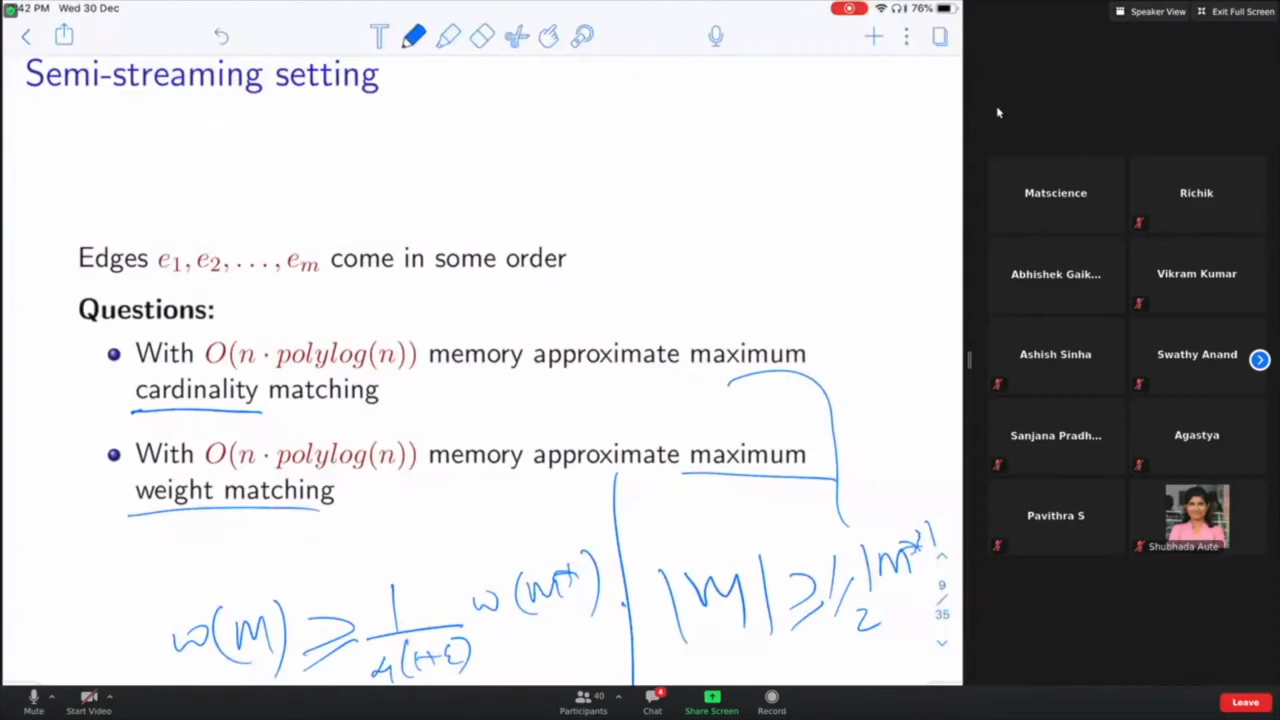 42 PM Wed 30 Dec
76%
Speaker View
Exit Full Screen
Semi-streaming setting
Edges e₁, e₂, . . . , eₘ come in some order
Questions:
With O(n · polylog(n)) memory approximate maximum
cardinality matching
With O(n · polylog(n)) memory approximate maximum
weight matching
w(M) ≥ 1/4(1+ε) w(M*).
|M| ≥ 1/2 |M*|
9
/
35
Matscience
Richik
Abhishek Gaik...
Vikram Kumar
Ashish Sinha
Swathy Anand
Sanjana Pradh...
Agastya
Pavithra S
Shubhada Aute
Mute
Start Video
40
Participants
4
Chat
Share Screen
Record
Leave